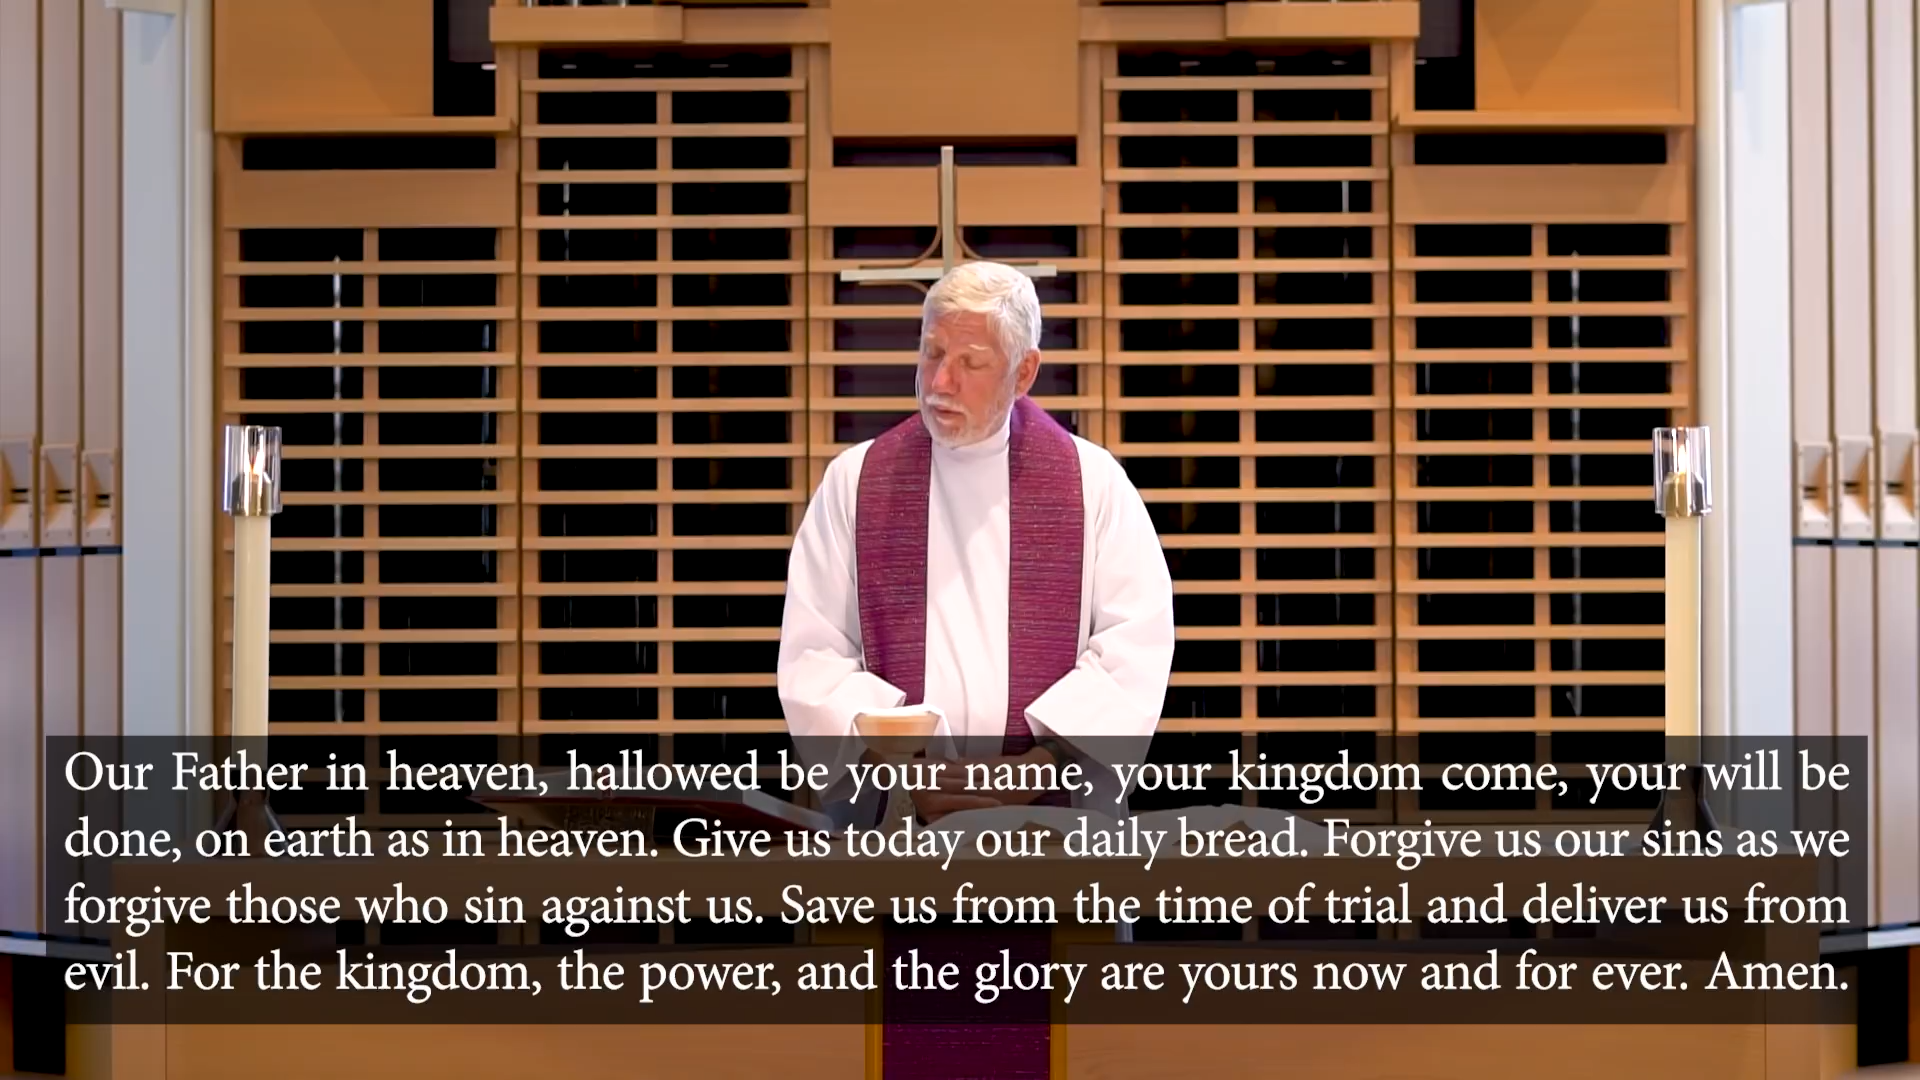 Our Father in heaven, hallowed be your name, your kingdom come, your will be
done, on earth as in heaven. Give us today our daily bread. Forgive us our sins as we
forgive those who sin against us. Save us from the time of trial and deliver us from
evil. For the kingdom, the power, and the glory are yours now and for ever. Amen.